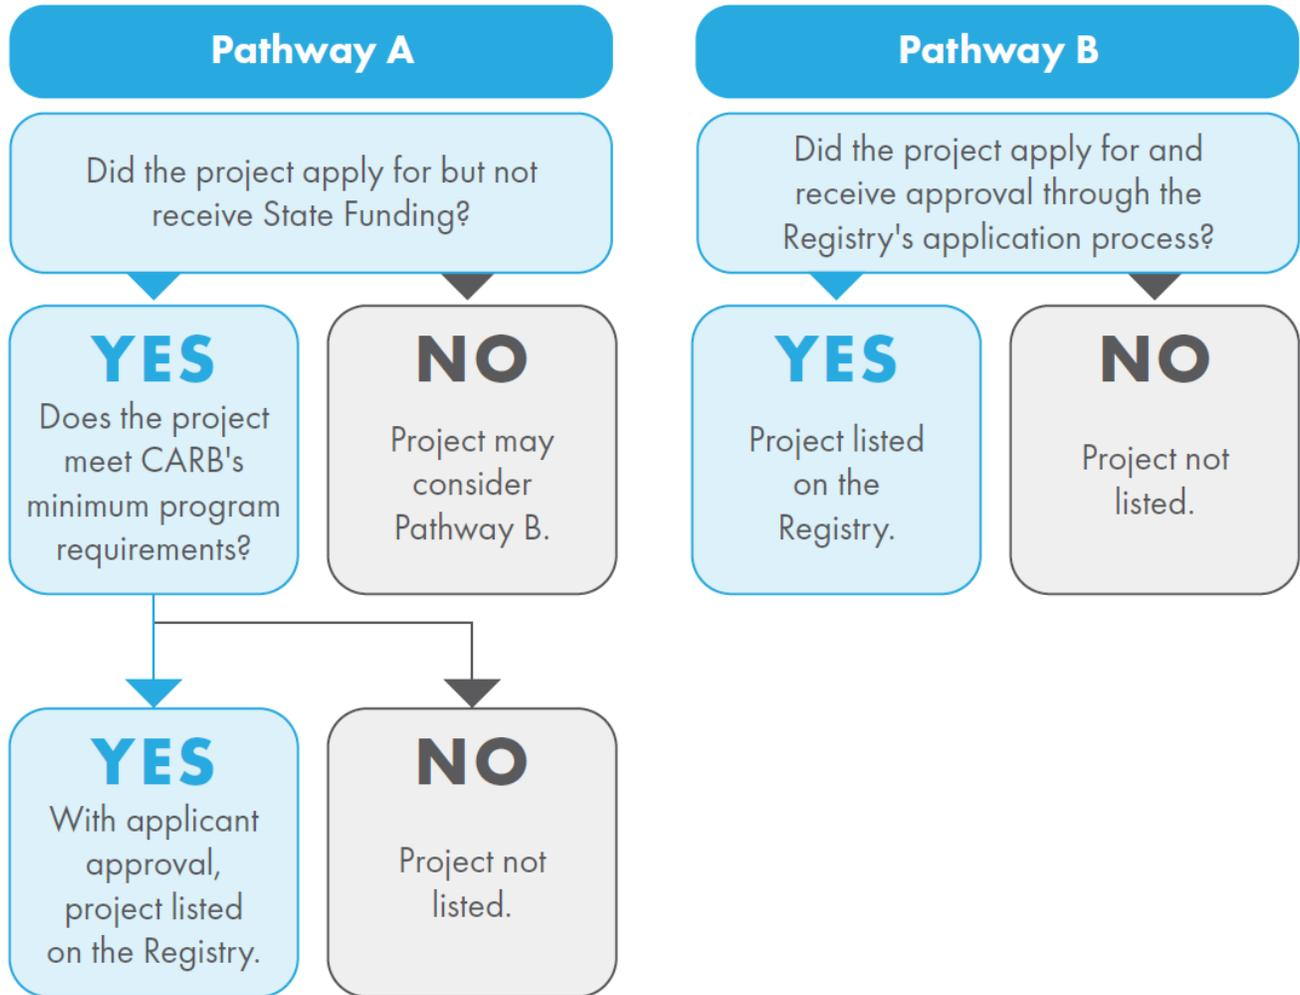 Pathway A
Did the project apply for but not
receive State Funding?
YES
Does the project
meet CARB's
minimum program
requirements?
NO
Project may
consider
Pathway B.
YES
With applicant
approval,
project listed
on the Registry.
NO
Project not
listed.
Pathway B
Did the project apply for and
receive approval through the
Registry's application process?
YES
Project listed
on the
Registry.
NO
Project not
listed.